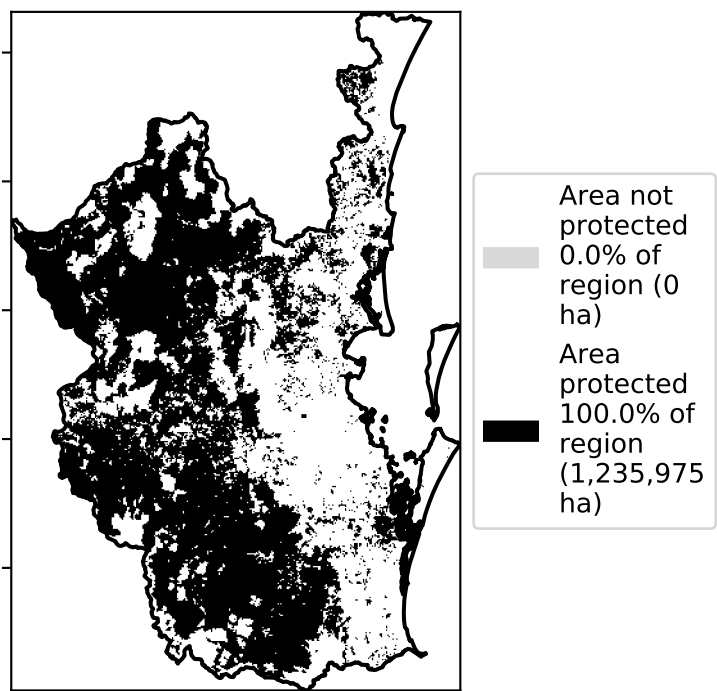 Area not
protected
0.0% of
region (0
ha)
Area
protected
100.0% of
region
(1,235,975
ha)